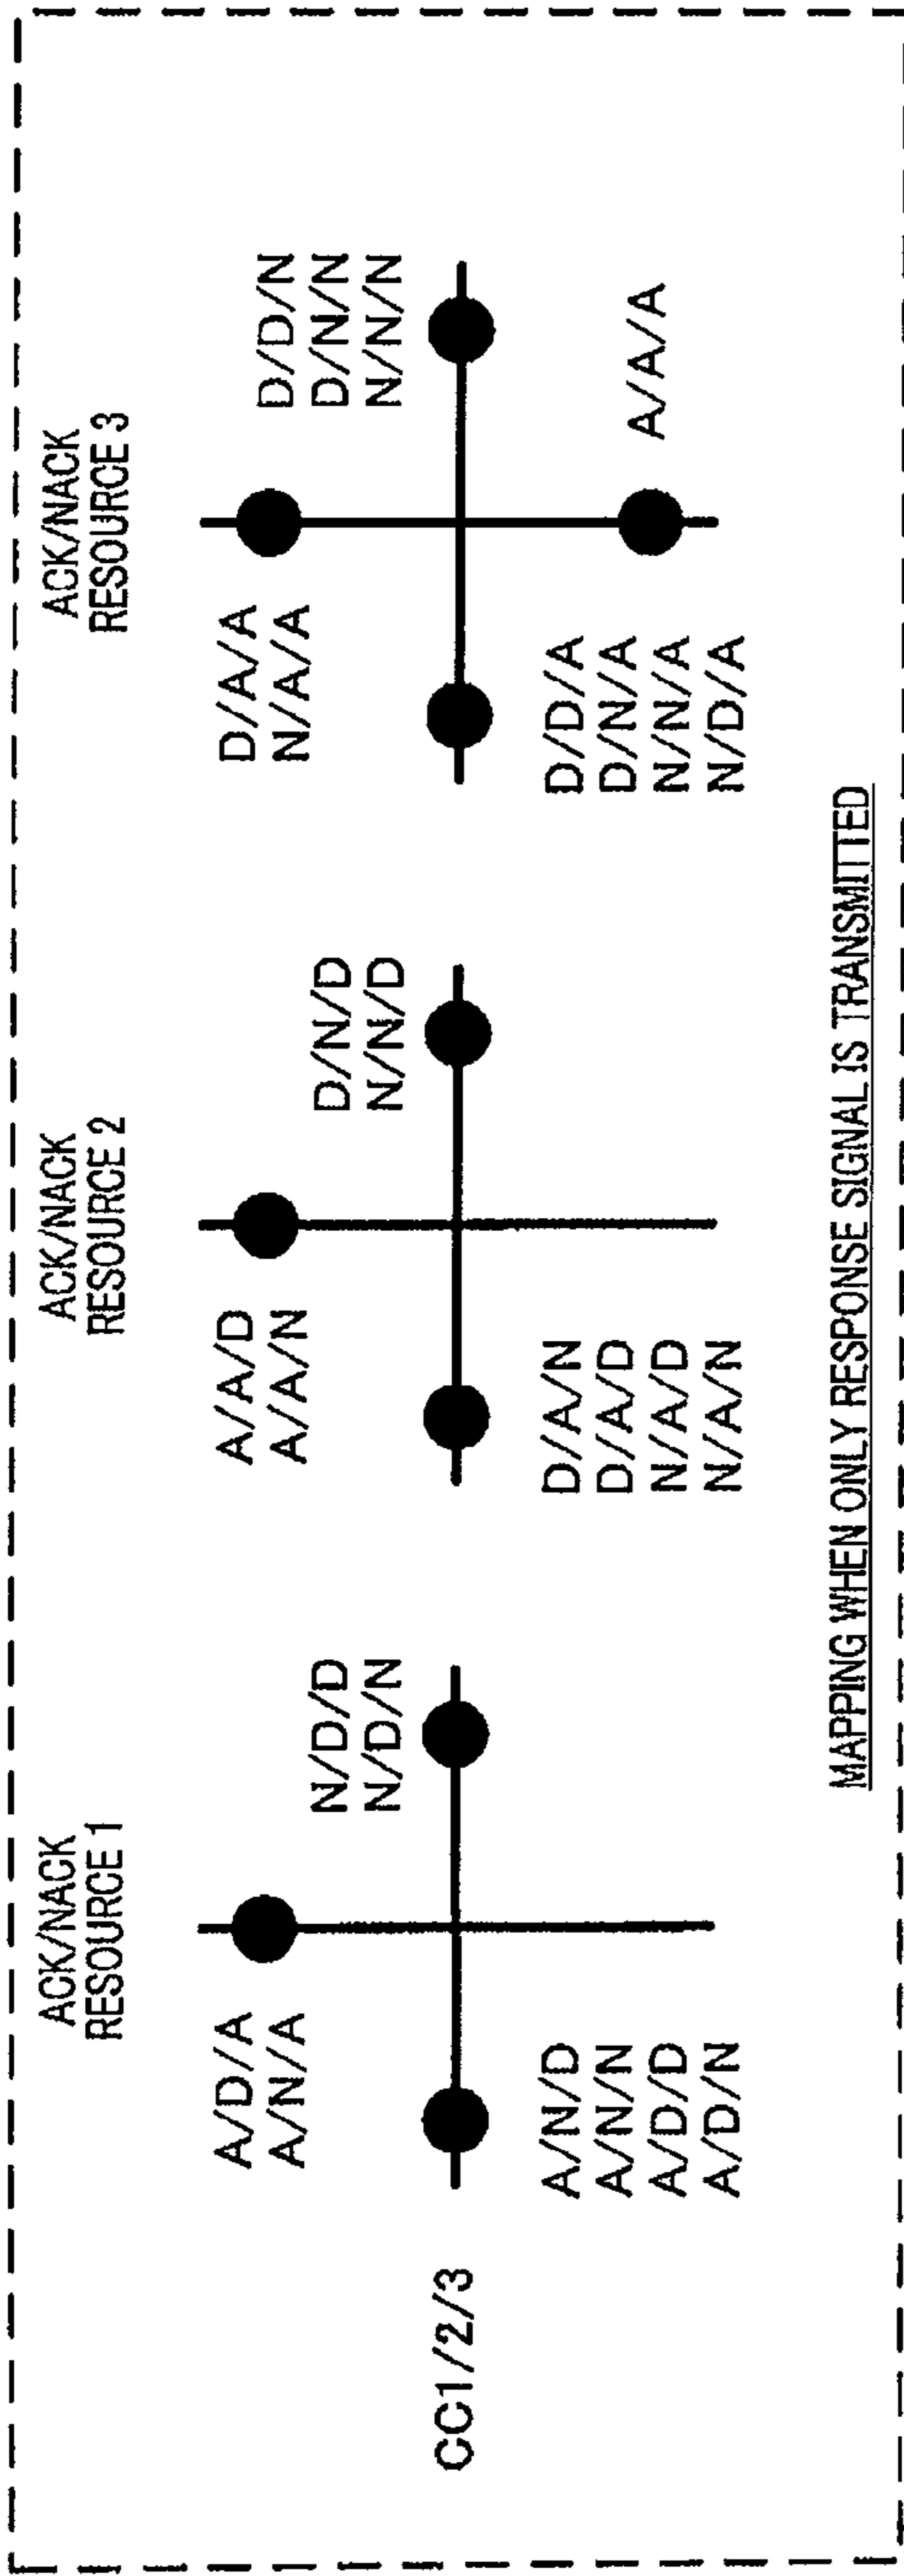 ACK/NACK
RESOURCE 1
ACK/NACK
RESOURCE 2
ACK/NACK
RESOURCE 3
CC1/2/3
A/D/A
A/N/A
N/D/D
N/D/N
A/N/D
A/N/N
A/D/D
A/D/N
A/A/D
A/A/N
D/N/D
N/N/D
D/A/N
D/A/D
N/A/D
N/A/N
D/A/A
N/A/A
D/D/N
D/N/N
N/N/N
D/D/A
D/N/A
N/N/A
N/D/A
A/A/A
MAPPING WHEN ONLY RESPONSE SIGNAL IS TRANSMITTED